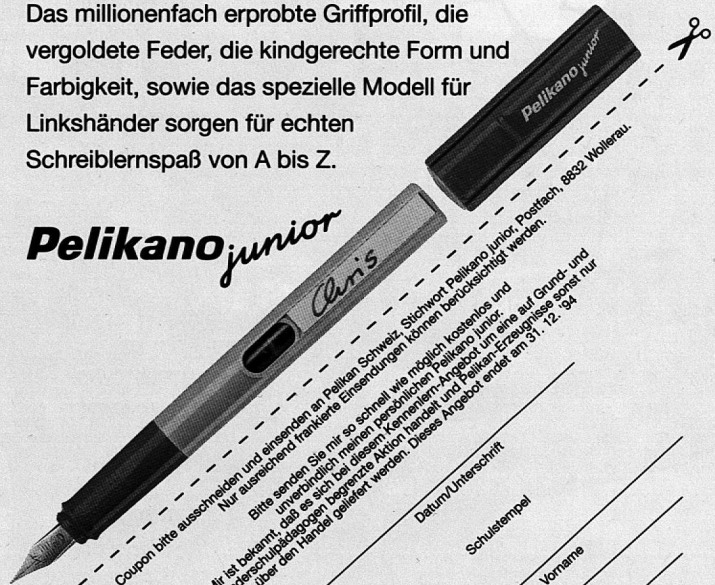 Das millionenfach erprobte Griffprofil, die
vergoldete Feder, die kindgerechte Form und
Farbigkeit, sowie das spezielle Modell für
Linkshänder sorgen für echten
Schreiblernspaß von A bis Z.
Pelikano junior
Pelikano junior
Chris
Coupon bitte ausschneiden und einsenden an Pelikan Schweiz, Stichwort Pelikano junior, Postfach, 8832 Wollerau.
Nur ausreichend frankierte Einsendungen können berücksichtigt werden.
Bitte senden Sie mir so schnell wie möglich kostenlos und
unverbindlich meinen persönlichen Pelikano junior.
Mir ist bekannt, daß es sich bei diesem Kennenlern-Angebot um eine auf Grund- und
derschulpädagogen begrenzte Aktion handelt und Pelikan-Erzeugnisse sonst nur
über den Handel geliefert werden. Dieses Angebot endet am 31. 12. '94
Datum/Unterschrift
Schulstempel
Vorname